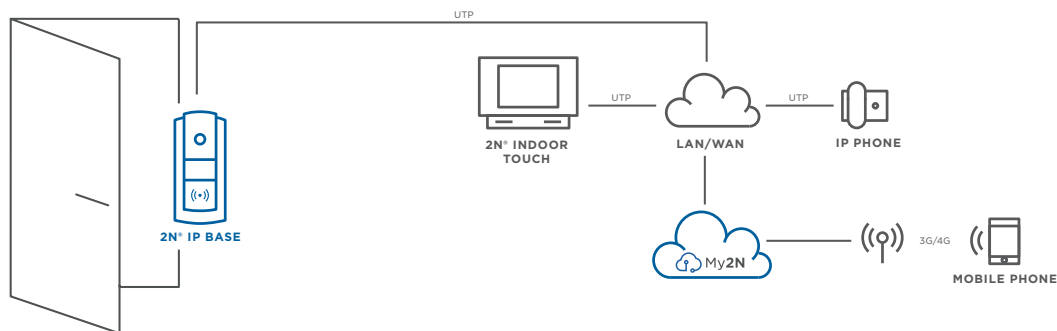 UTP
UTP
UTP
2N® INDOOR
TOUCH
LAN/WAN
IP PHONE
2N® IP BASE
My2N
3G/4G
MOBILE PHONE